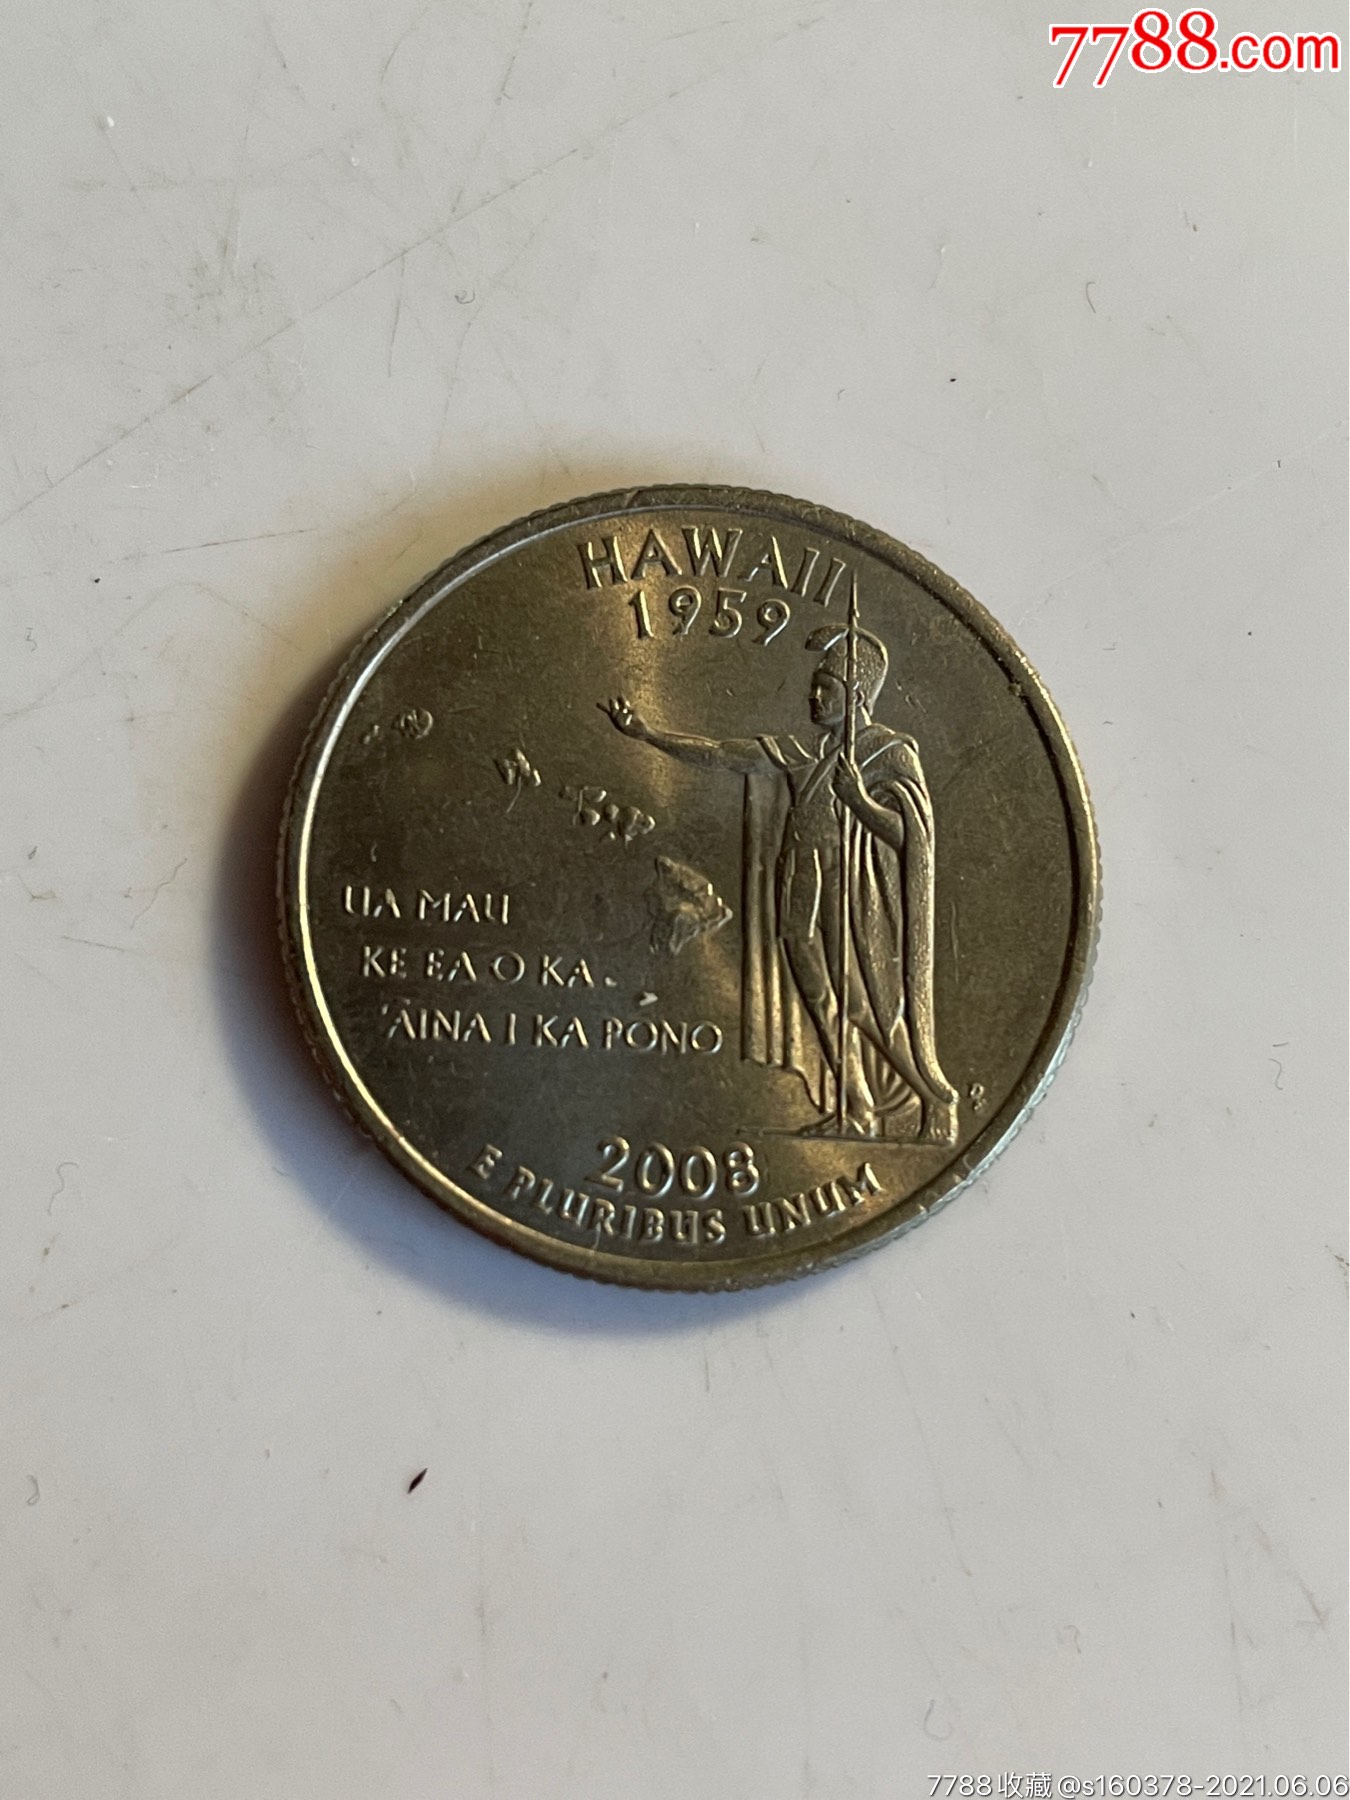 7788.com
HAWAII
1959
UA MAU
KE EA O KA
'ĀINA I KA PONO
2008
E PLURIBUS UNUM
7788收藏@s160378-2021.06.06